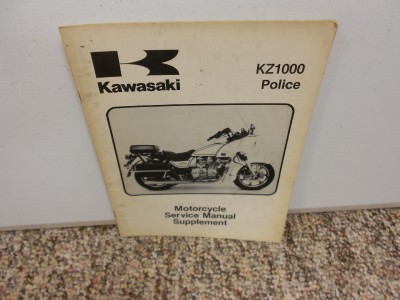 Kawasaki
KZ1000
Police
Motorcycle
Service Manual
Supplement